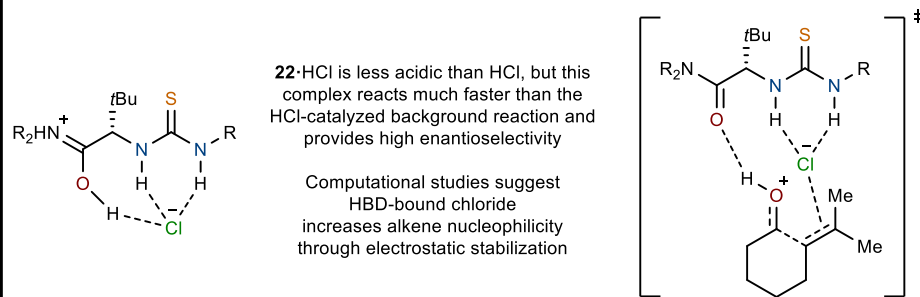 tBu
S
R2HN
+
N
N
R
O
H
H
H
−
Cl
22·HCl is less acidic than HCl, but this
complex reacts much faster than the
HCl-catalyzed background reaction and
provides high enantioselectivity
Computational studies suggest
HBD-bound chloride
increases alkene nucleophilicity
through electrostatic stabilization
‡
tBu
S
R2N
N
N
R
O
H
H
−
Cl
H
+
O
Me
Me